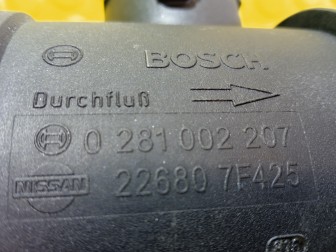 BOSCH
Durchfluß
0 281 002 207
NISSAN 22680 7F425